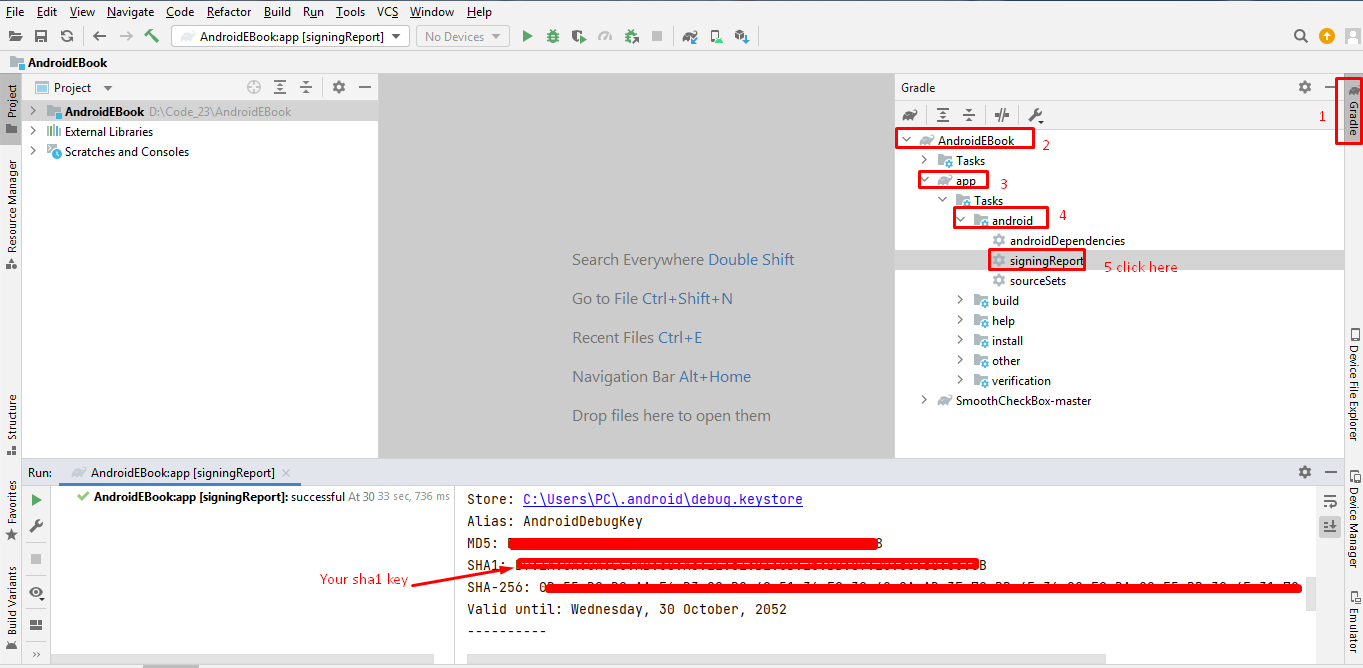 File Edit View Navigate Code Refactor Build Run Tools VCS Window Help
AndroidEBook:app [signingReport] No Devices
AndroidEBook
Project
AndroidEBook D:\Code_23\AndroidEBook
External Libraries
Scratches and Consoles
Project
Resource Manager
Structure
Favorites
Build Variants
Search Everywhere Double Shift
Go to File Ctrl+Shift+N
Recent Files Ctrl+E
Navigation Bar Alt+Home
Drop files here to open them
Gradle
1
AndroidEBook 2
Tasks
app 3
Tasks
android 4
androidDependencies
signingReport 5 click here
sourceSets
build
help
install
other
verification
SmoothCheckBox-master
Gradle
Device File Explorer
Device Manager
Emulator
Run: AndroidEBook:app [signingReport]
AndroidEBook:app [signingReport]: successful At 30 33 sec, 736 ms
Your sha1 key
Store: C:\Users\PC\.android\debug.keystore
Alias: AndroidDebugKey
MD5:
SHA1:
SHA-256:
Valid until: Wednesday, 30 October, 2052
----------